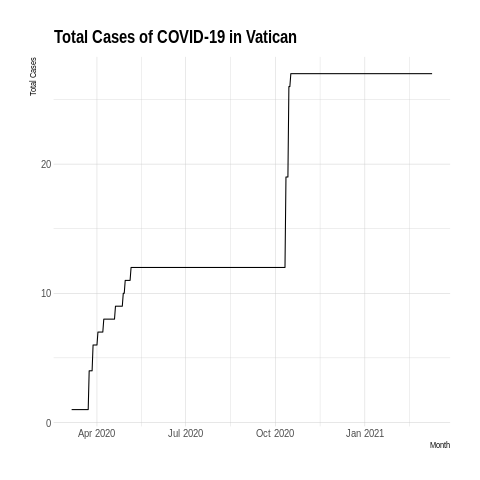 Total Cases of COVID-19 in Vatican
Total Cases
20
10
0
Apr 2020
Jul 2020
Oct 2020
Jan 2021
Month